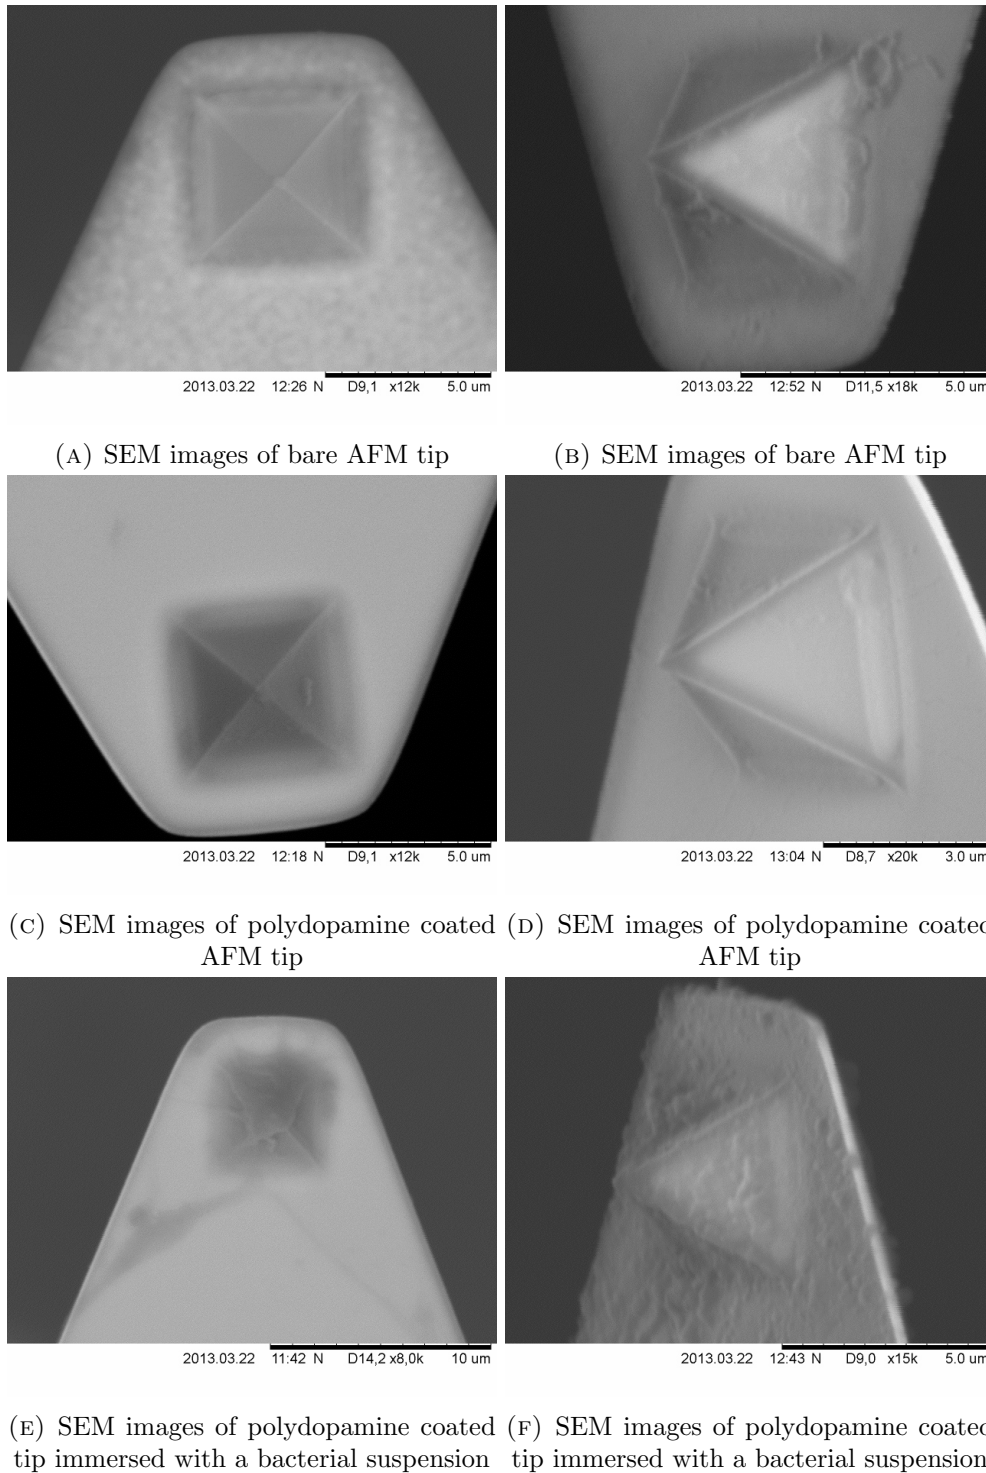 2013.03.22 12:26 N D9,1 x12k 5.0 um
2013.03.22 12:52 N D11,5 x18k 5.0 um
(A) SEM images of bare AFM tip
(B) SEM images of bare AFM tip
2013.03.22 12:18 N D9,1 x12k 5.0 um
2013.03.22 13:04 N D8,7 x20k 3.0 um
(C) SEM images of polydopamine coated
AFM tip
(D) SEM images of polydopamine coated
AFM tip
2013.03.22 11:42 N D14,2 x8,0k 10 um
2013.03.22 12:43 N D9,0 x15k 5.0 um
(E) SEM images of polydopamine coated
tip immersed with a bacterial suspension
(F) SEM images of polydopamine coated
tip immersed with a bacterial suspension